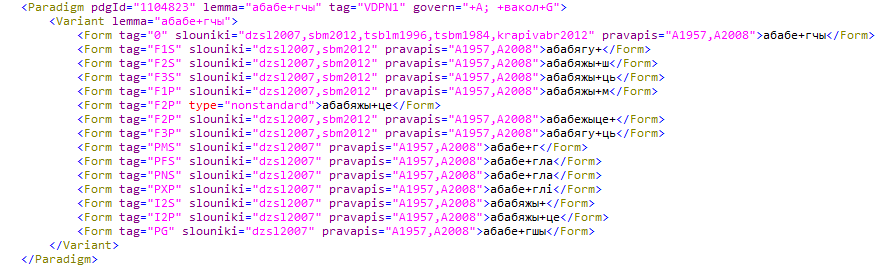 <Paradigm pdgId="1104823" lemma="абабе+гчы" tag="VDPN1" govern="+A; +вакол+G">
<Variant lemma="абабе+гчы">
<Form tag="0" slouniki="dzsl2007,sbm2012,tsblm1996,tsbm1984,krapivabr2012" pravapis="A1957,A2008">абабе+гчы</Form>
<Form tag="F1S" slouniki="dzsl2007,sbm2012" pravapis="A1957,A2008">абабягу+</Form>
<Form tag="F2S" slouniki="dzsl2007,sbm2012" pravapis="A1957,A2008">абабяжы+ш</Form>
<Form tag="F3S" slouniki="dzsl2007,sbm2012" pravapis="A1957,A2008">абабяжы+ць</Form>
<Form tag="F1P" slouniki="dzsl2007,sbm2012" pravapis="A1957,A2008">абабяжы+м</Form>
<Form tag="F2P" type="nonstandard">абабяжы+це</Form>
<Form tag="F2P" slouniki="dzsl2007,sbm2012" pravapis="A1957,A2008">абабежыце+</Form>
<Form tag="F3P" slouniki="dzsl2007,sbm2012" pravapis="A1957,A2008">абабягу+ць</Form>
<Form tag="PMS" slouniki="dzsl2007" pravapis="A1957,A2008">абабе+г</Form>
<Form tag="PFS" slouniki="dzsl2007" pravapis="A1957,A2008">абабе+гла</Form>
<Form tag="PNS" slouniki="dzsl2007" pravapis="A1957,A2008">абабе+гла</Form>
<Form tag="PXP" slouniki="dzsl2007" pravapis="A1957,A2008">абабе+глі</Form>
<Form tag="I2S" slouniki="dzsl2007" pravapis="A1957,A2008">абабяжы+</Form>
<Form tag="I2P" slouniki="dzsl2007" pravapis="A1957,A2008">абабяжы+це</Form>
<Form tag="PG" slouniki="dzsl2007" pravapis="A1957,A2008">абабе+гшы</Form>
</Variant>
</Paradigm>